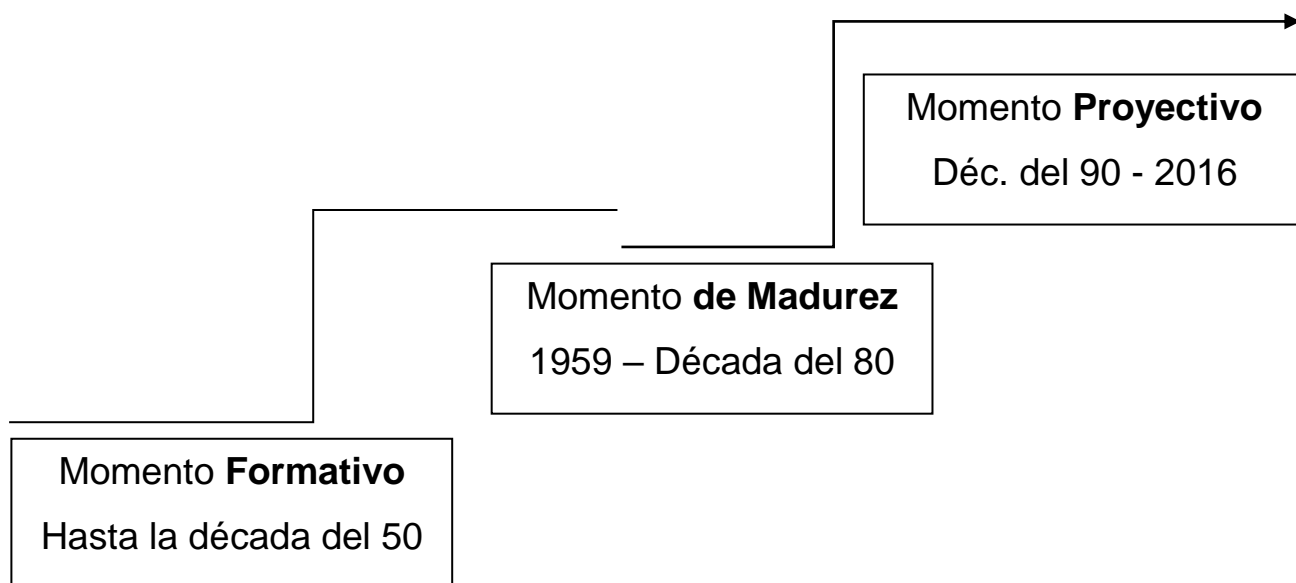 Momento Proyectivo
Déc. del 90 - 2016
Momento de Madurez
1959 – Década del 80
Momento Formativo
Hasta la década del 50